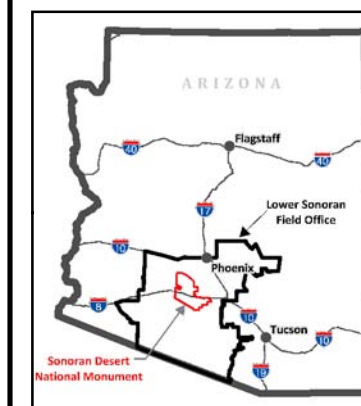 ARIZONA
Flagstaff
40
40
17
Lower Sonoran
Field Office
10
Phoenix
8
10
Tucson
10
19
Sonoran Desert
National Monument